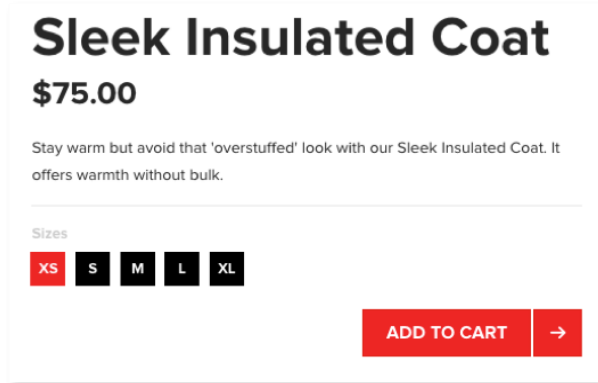 Sleek Insulated Coat
$75.00
Stay warm but avoid that 'overstuffed' look with our Sleek Insulated Coat. It
offers warmth without bulk.
Sizes
XS S M L XL
ADD TO CART →